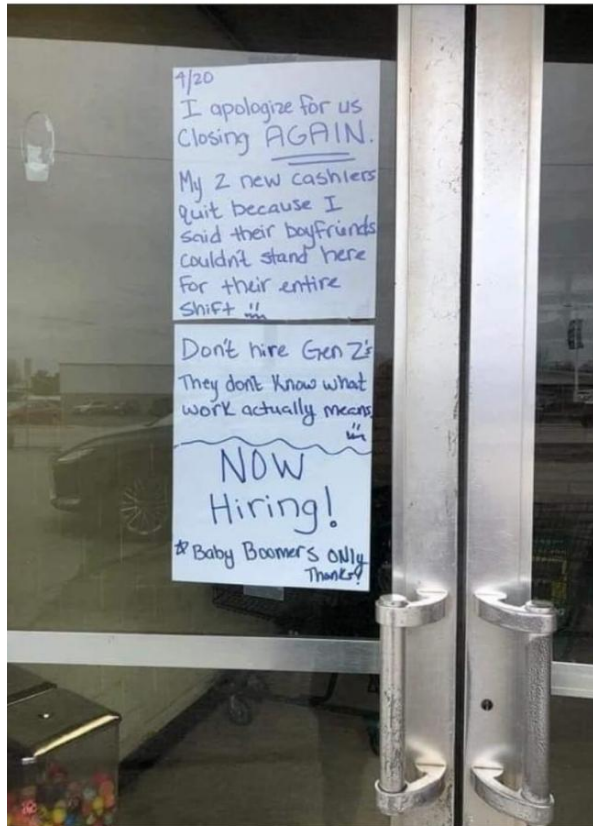 4/20
I apologize for us
Closing AGAIN.
My 2 new cashiers
quit because I
said their boyfriends
couldn't stand here
for their entire
shift
Don't hire Gen Z's
They dont know what
work actually means
NOW
Hiring!
Baby Boomers ONLY
Thanks!